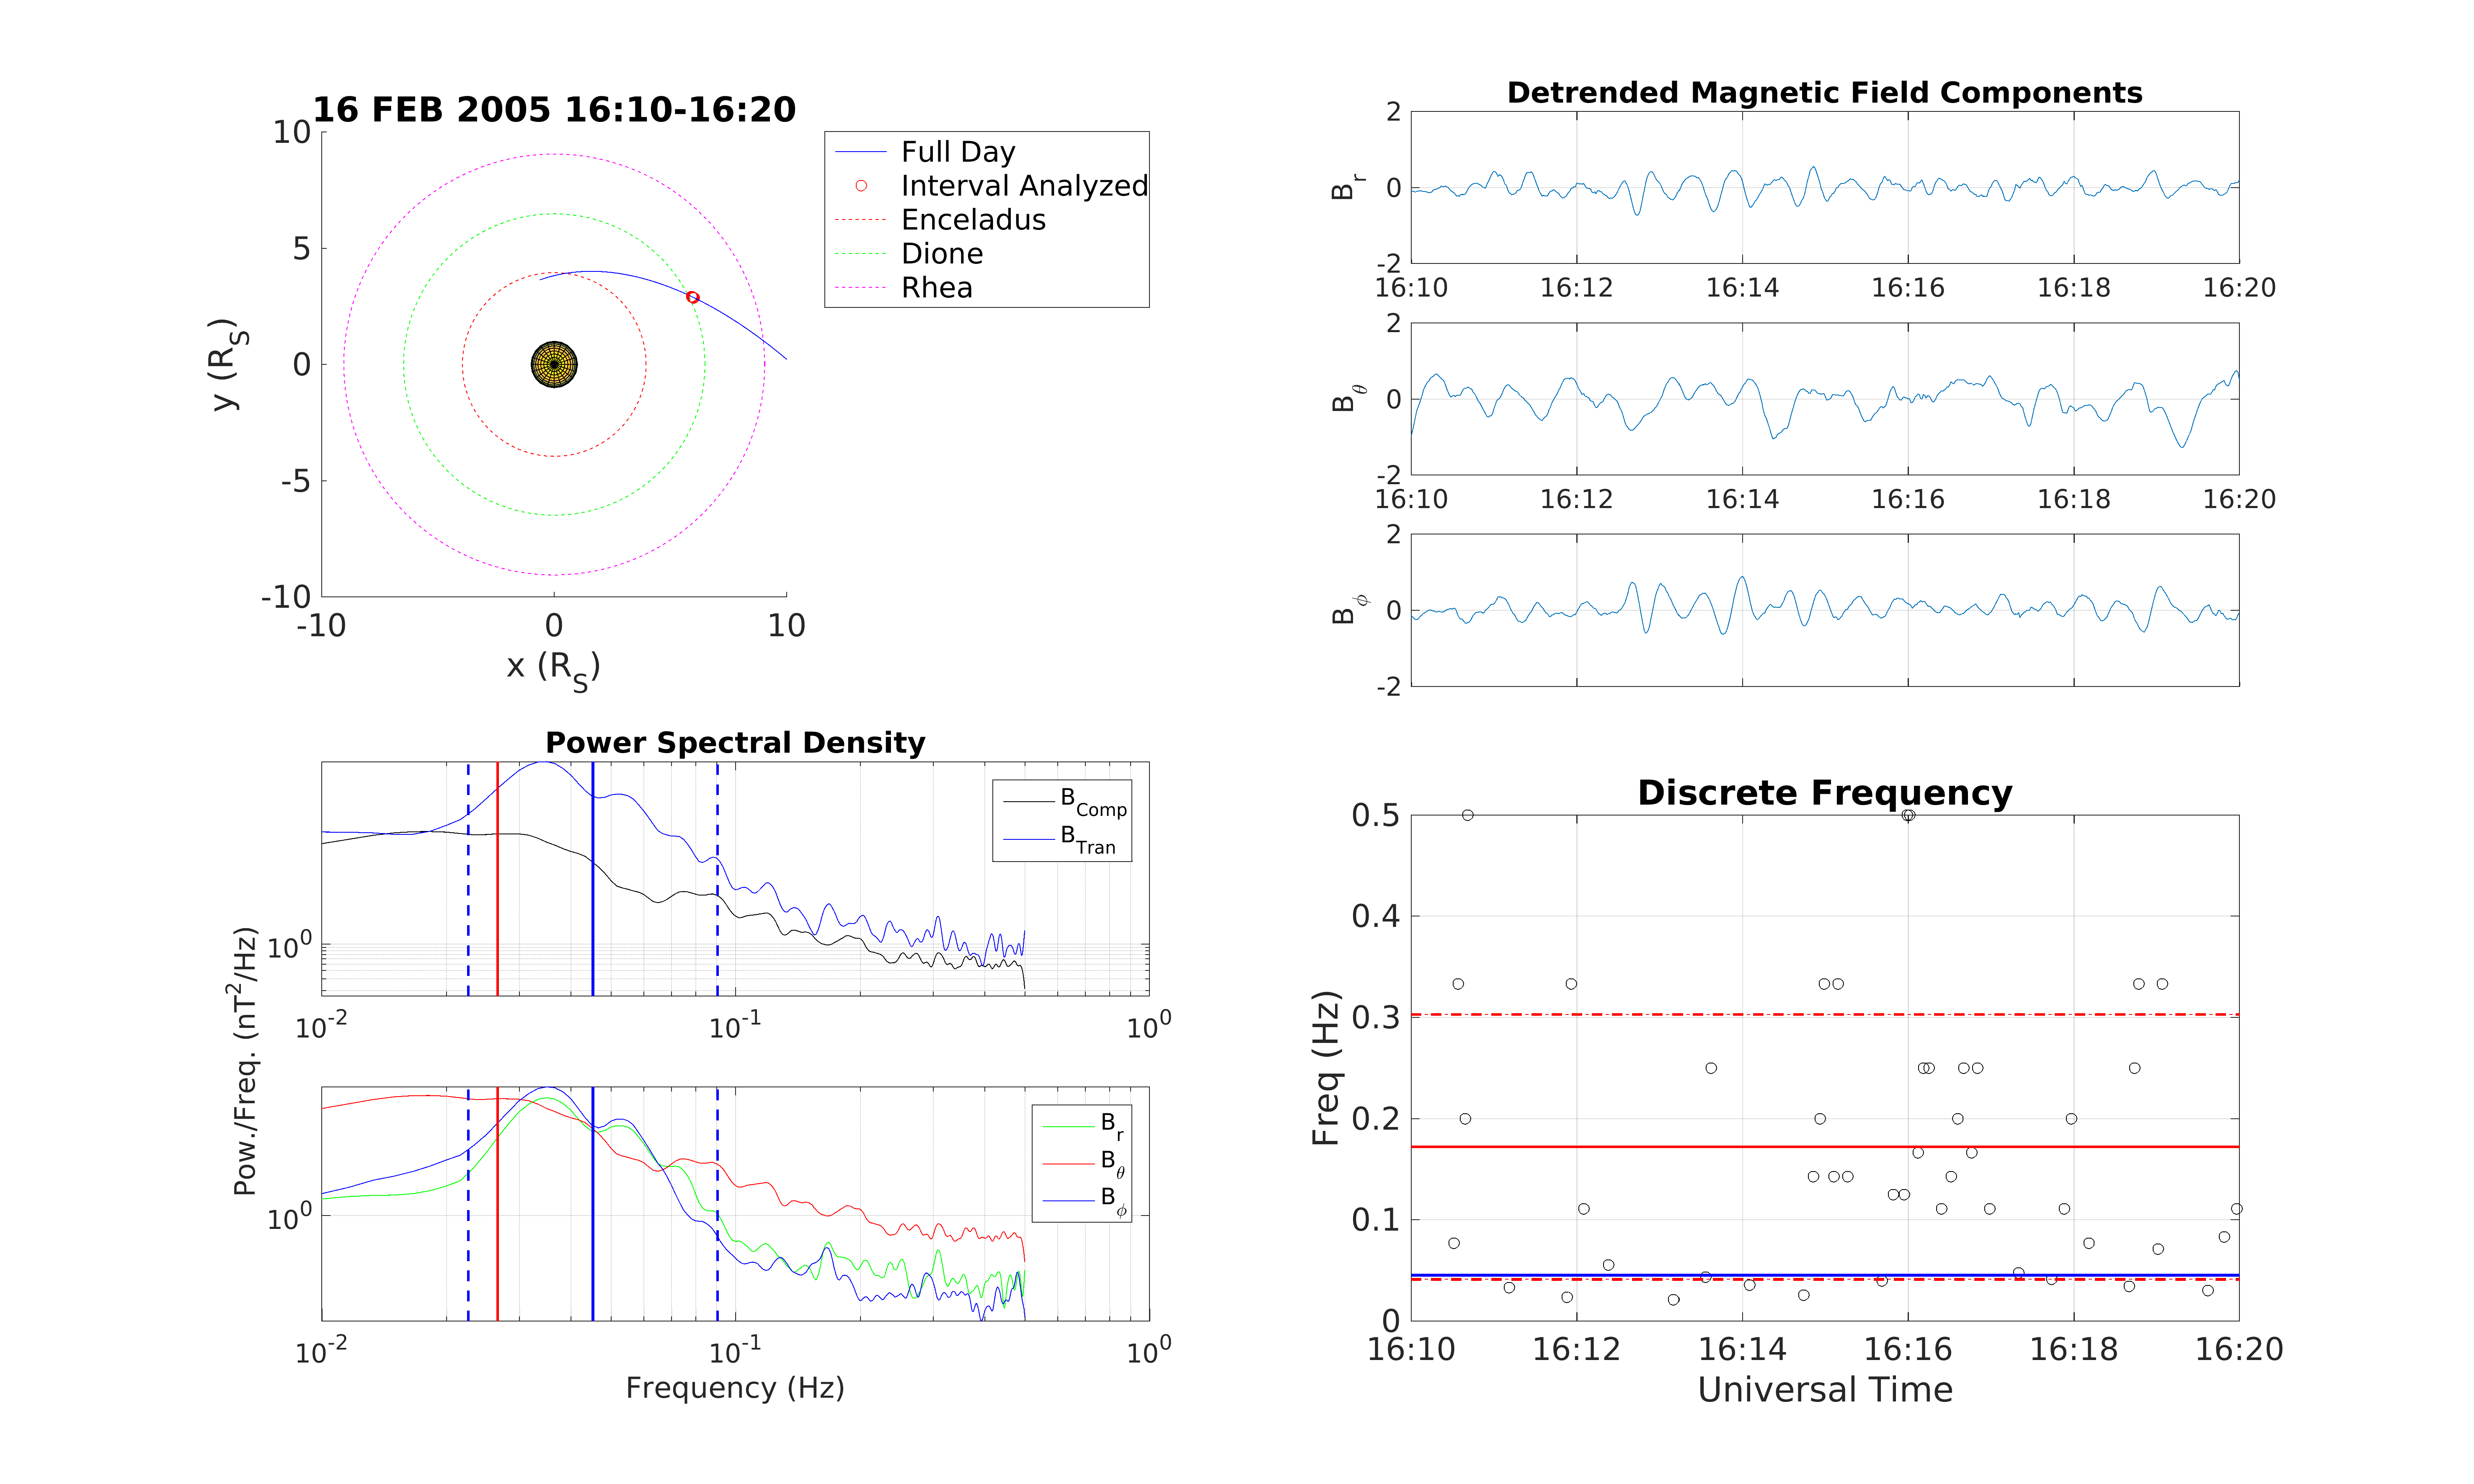 16 FEB 2005 16:10-16:20
10
5
0
-5
-10
y (R_S)
-10 0 10
x (R_S)
Full Day
Interval Analyzed
Enceladus
Dione
Rhea
Detrended Magnetic Field Components
2
0
-2
B_r
16:10 16:12 16:14 16:16 16:18 16:20
2
0
-2
B_θ
16:10 16:12 16:14 16:16 16:18 16:20
2
0
-2
B_ϕ
Power Spectral Density
B_Comp
B_Tran
10^0
10^-2 10^-1 10^0
Pow./Freq. (nT^2/Hz)
B_r
B_θ
B_ϕ
10^0
10^-2 10^-1 10^0
Frequency (Hz)
Discrete Frequency
0.5
0.4
0.3
0.2
0.1
0
Freq (Hz)
16:10 16:12 16:14 16:16 16:18 16:20
Universal Time